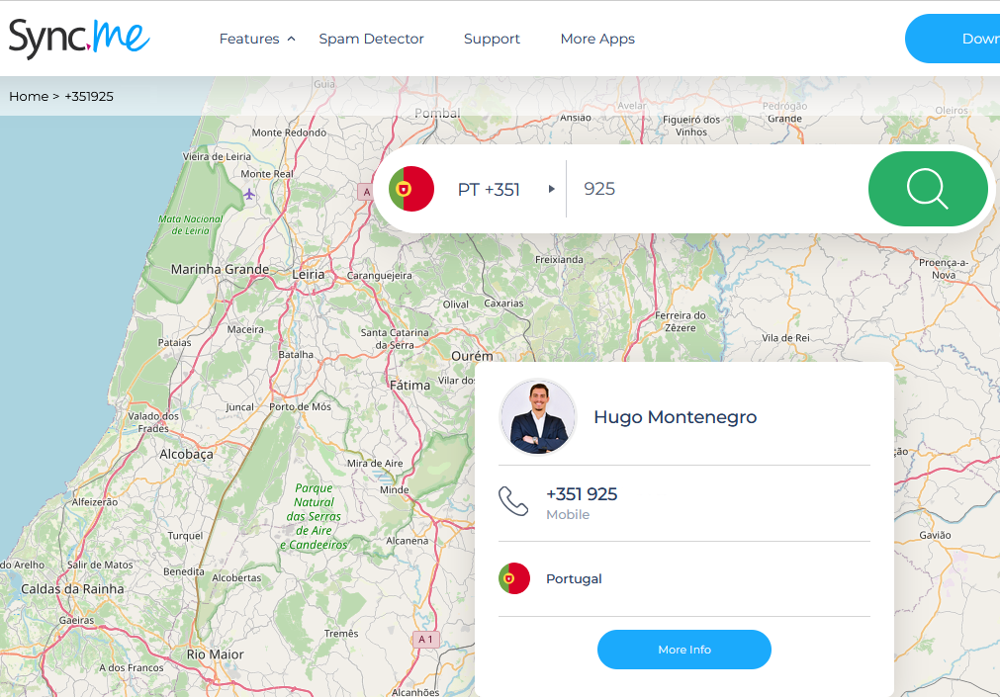 Sync.me
Features
Spam Detector
Support
More Apps
Home > +351925
Guia
Pombal
Ansião
Avelar
Figueiró dos
Vinhos
Pedrógão
Grande
Oleiros
Monte Redondo
Vieira de Leiria
Monte Real
A
PT +351
925
Mata Nacional
de Leiria
Marinha Grande
Leiria
Caranguejeira
Freixianda
Proença-a-
Nova
Olival
Caxarias
Ferreira do
Zêzere
Maceira
Santa Catarina
da Serra
Vila de Rei
Pataias
Batalha
Ourém
Fátima
Vilar dos
Juncal
Porto de Mós
Valado dos
Frades
Hugo Montenegro
Alcobaça
Mira de Aire
Minde
Parque
Natural
das Serras
de Aire
e Candeeiros
+351 925
Mobile
Alfeizerão
Turquel
Alcanena
Gavião
do Arelho
Salir de Matos
Benedita
Alcobertas
Portugal
Caldas da Rainha
Gaeiras
Tremês
A 1
More Info
Rio Maior
A dos Francos
Alcanhões